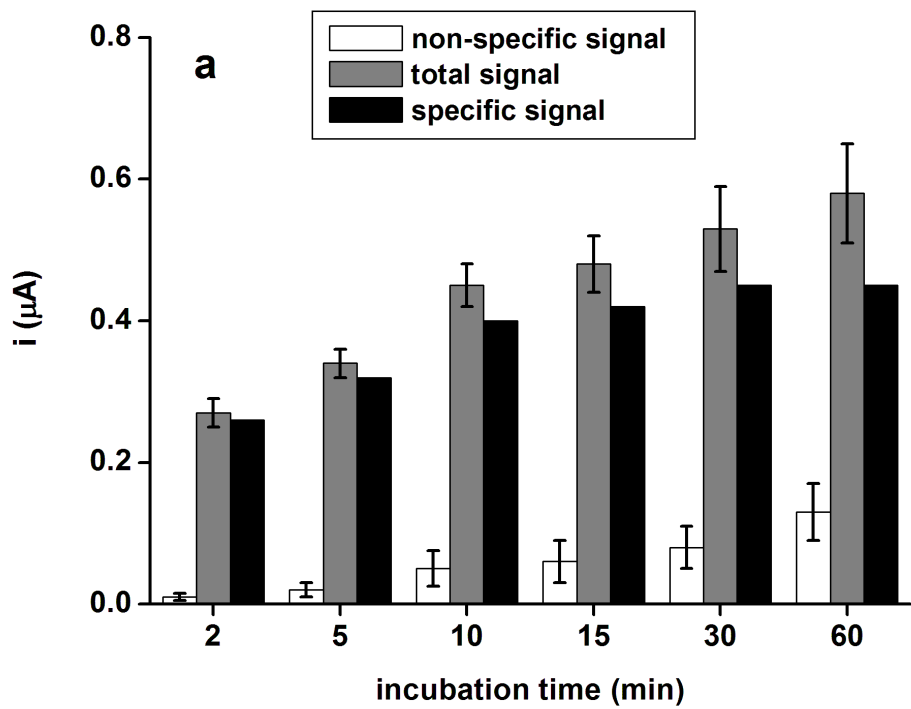 a
non-specific signal
total signal
specific signal
i (μA)
0.8
0.6
0.4
0.2
0.0
2 5 10 15 30 60
incubation time (min)